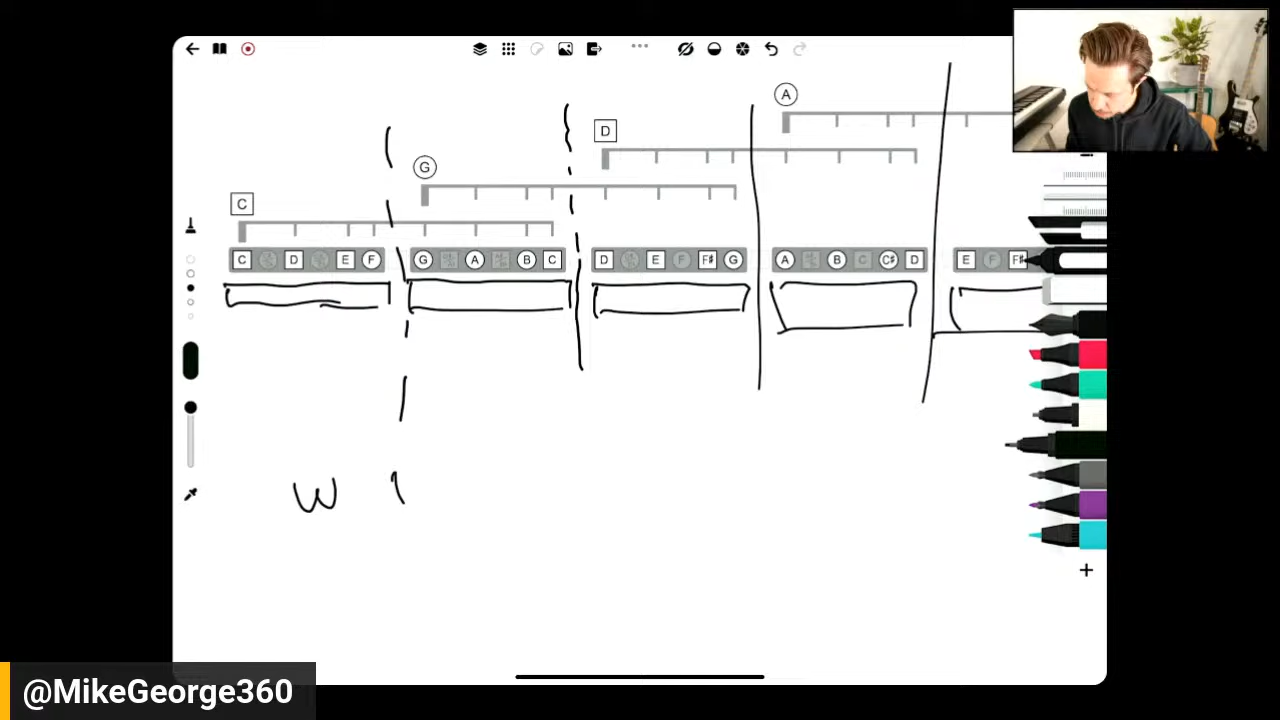 A
D
G
C
C D E F G A B C D E F F♯ G A B C C♯ D E F F♯
W
@MikeGeorge360